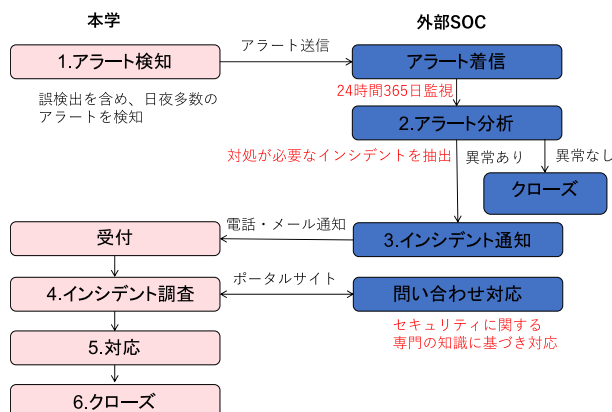 本学
外部SOC
1.アラート検知
アラート送信
アラート着信
誤検出を含め、日夜多数の
アラートを検知
24時間365日監視
2.アラート分析
対処が必要なインシデントを抽出
異常あり
異常なし
クローズ
受付
電話・メール通知
3.インシデント通知
4.インシデント調査
ポータルサイト
問い合わせ対応
セキュリティに関する
専門の知識に基づき対応
5.対応
6.クローズ